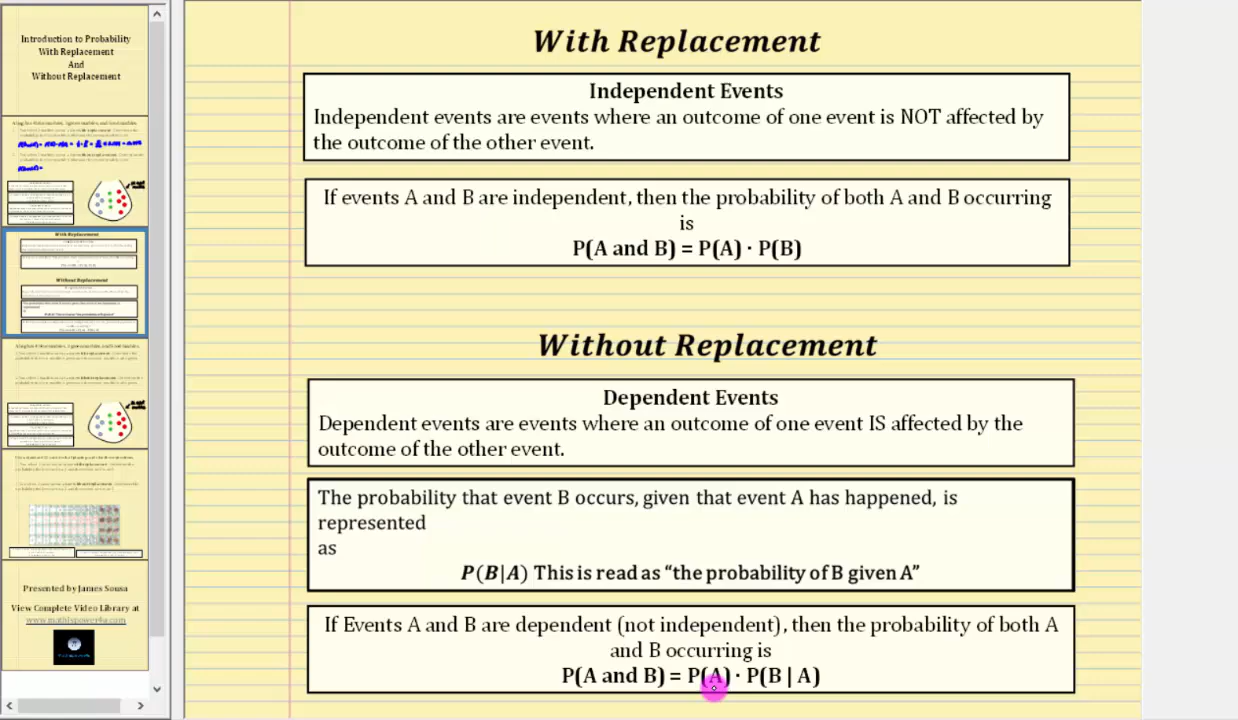 Introduction to Probability
With Replacement
And
Without Replacement
With Replacement
Without Replacement
Presented by James Sousa
View Complete Video Library at
www.mathispower4u.com
With Replacement
Independent Events
Independent events are events where an outcome of one event is NOT affected by
the outcome of the other event.
If events A and B are independent, then the probability of both A and B occurring
is
P(A and B) = P(A) · P(B)
Without Replacement
Dependent Events
Dependent events are events where an outcome of one event IS affected by the
outcome of the other event.
The probability that event B occurs, given that event A has happened, is
represented
as
P(B|A) This is read as “the probability of B given A”
If Events A and B are dependent (not independent), then the probability of both A
and B occurring is
P(A and B) = P(A) · P(B | A)